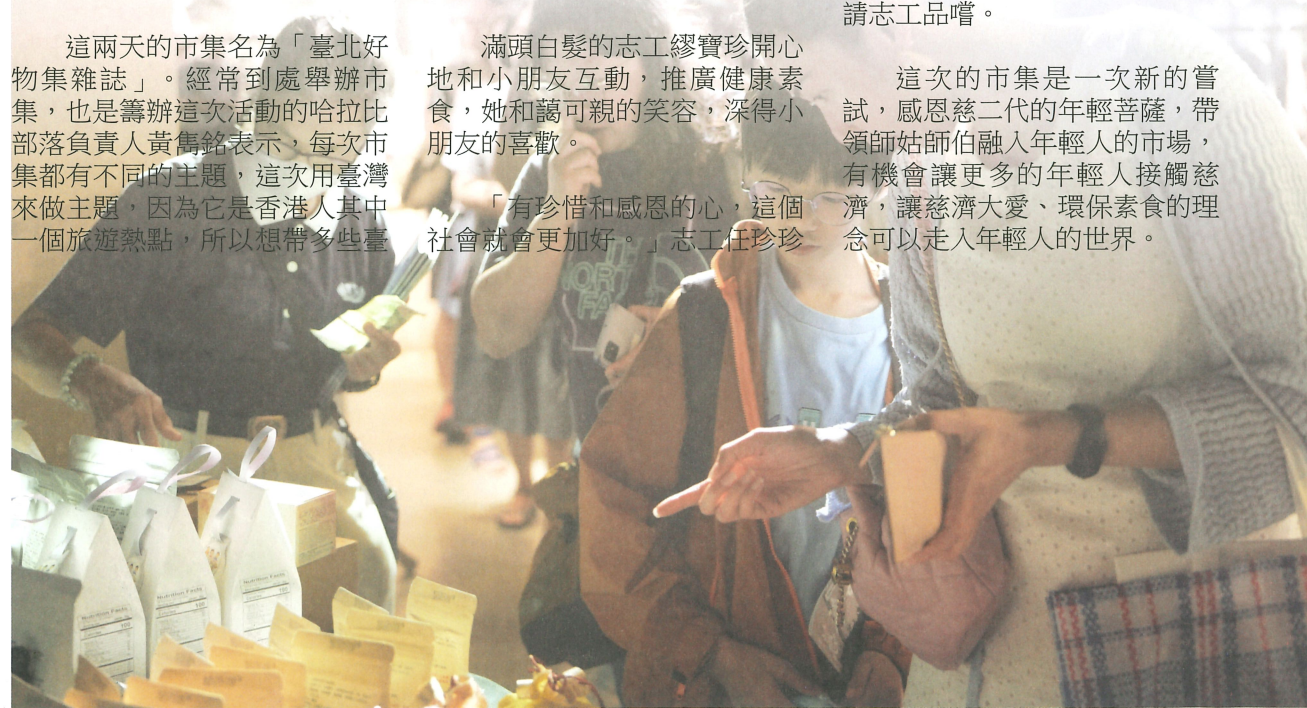 這兩天的市集名為「臺北好
物集雜誌」。經常到處舉辦市
集，也是籌辦這次活動的哈拉比
部落負責人黃雋銘表示，每次市
集都有不同的主題，這次用臺灣
來做主題，因為它是香港人其中
一個旅遊熱點，所以想帶多些臺
滿頭白髮的志工繆寶珍開心
地和小朋友互動，推廣健康素
食，她和藹可親的笑容，深得小
朋友的喜歡。
「有珍惜和感恩的心，這個
社會就會更加好。」志工任珍珍
請志工品嚐。
這次的市集是一次新的嘗
試，感恩慈二代的年輕菩薩，帶
領師姑師伯融入年輕人的市場，
有機會讓更多的年輕人接觸慈
濟，讓慈濟大愛、環保素食的理
念可以走入年輕人的世界。
THE
NORTH
FA
Nutrition Facts
Nutrition Facts
Nutrition Facts